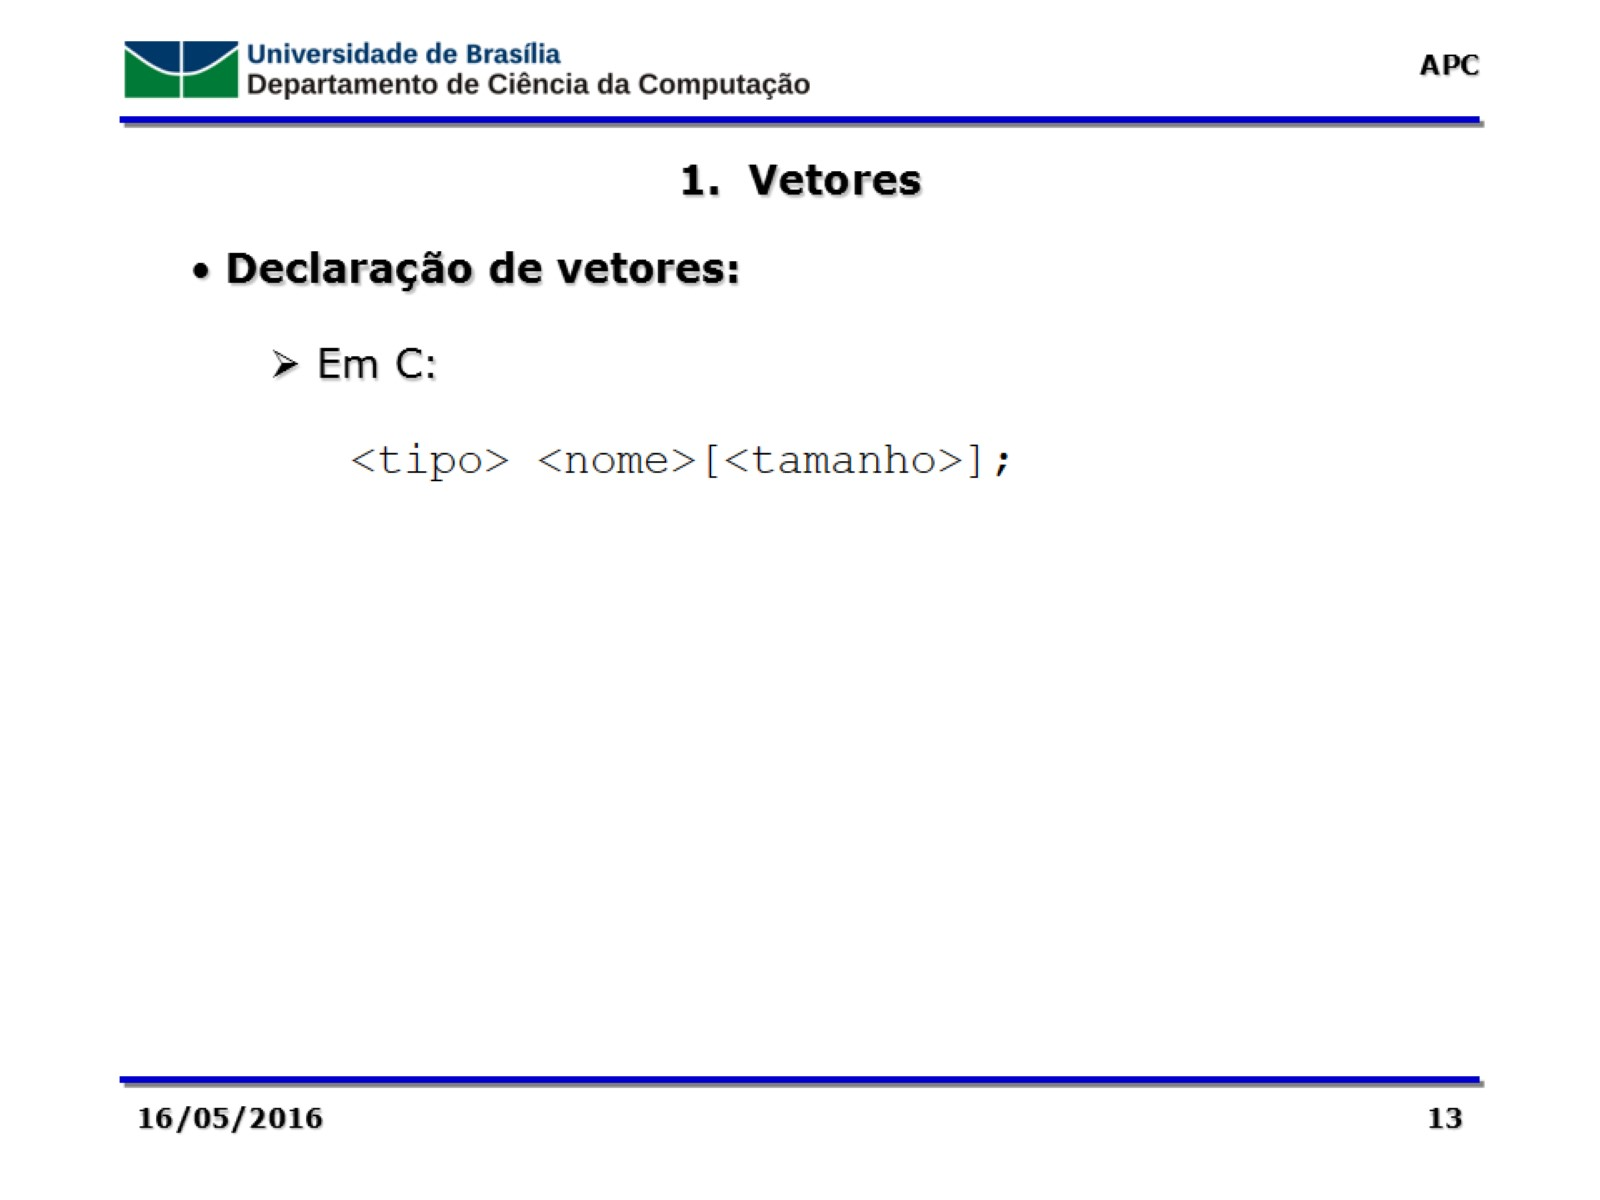 Universidade de Brasília
Departamento de Ciência da Computação
APC
1. Vetores
• Declaração de vetores:
➢ Em C:
<tipo> <nome>[<tamanho>];
16/05/2016
13